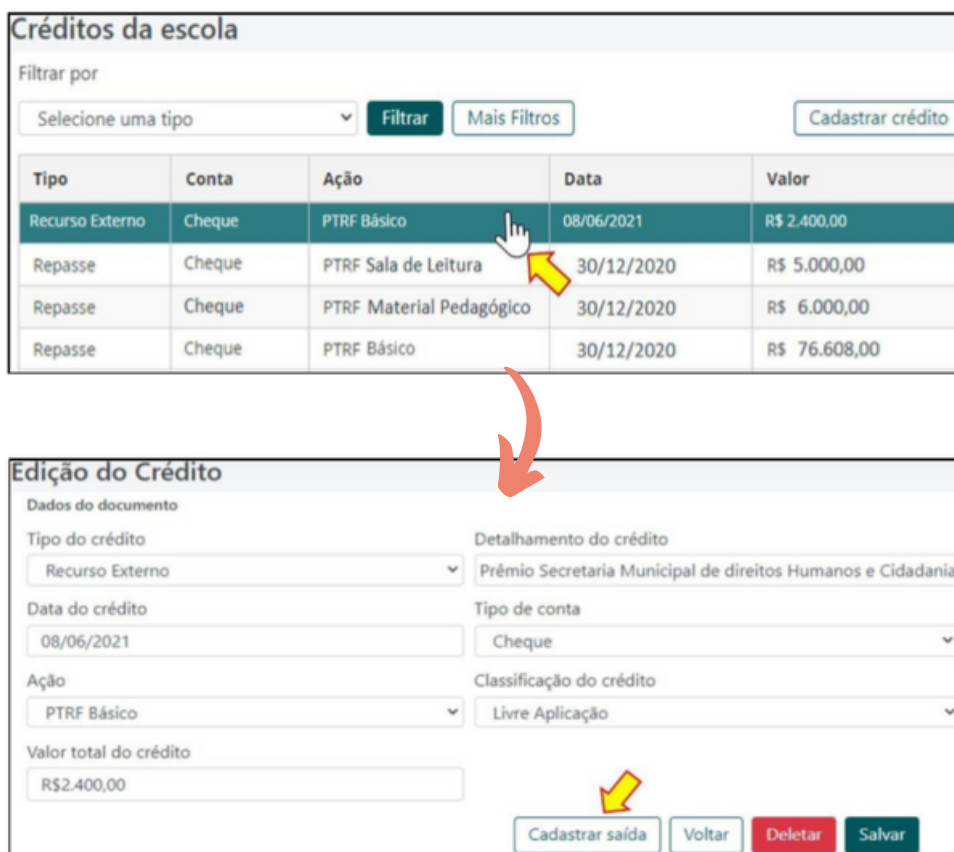 Créditos da escola
Filtrar por
Selecione uma tipo Filtrar Mais Filtros Cadastrar crédito
Tipo Conta Ação Data Valor
Recurso Externo Cheque PTRF Básico 08/06/2021 R$ 2.400,00
Repasse Cheque PTRF Sala de Leitura 30/12/2020 R$ 5.000,00
Repasse Cheque PTRF Material Pedagógico 30/12/2020 R$ 6.000,00
Repasse Cheque PTRF Básico 30/12/2020 R$ 76.608,00
Edição do Crédito
Dados do documento
Tipo do crédito Detalhamento do crédito
Recurso Externo Prêmio Secretaria Municipal de direitos Humanos e Cidadania
Data do crédito Tipo de conta
08/06/2021 Cheque
Ação Classificação do crédito
PTRF Básico Livre Aplicação
Valor total do crédito
R$2.400,00
Cadastrar saída Voltar Deletar Salvar